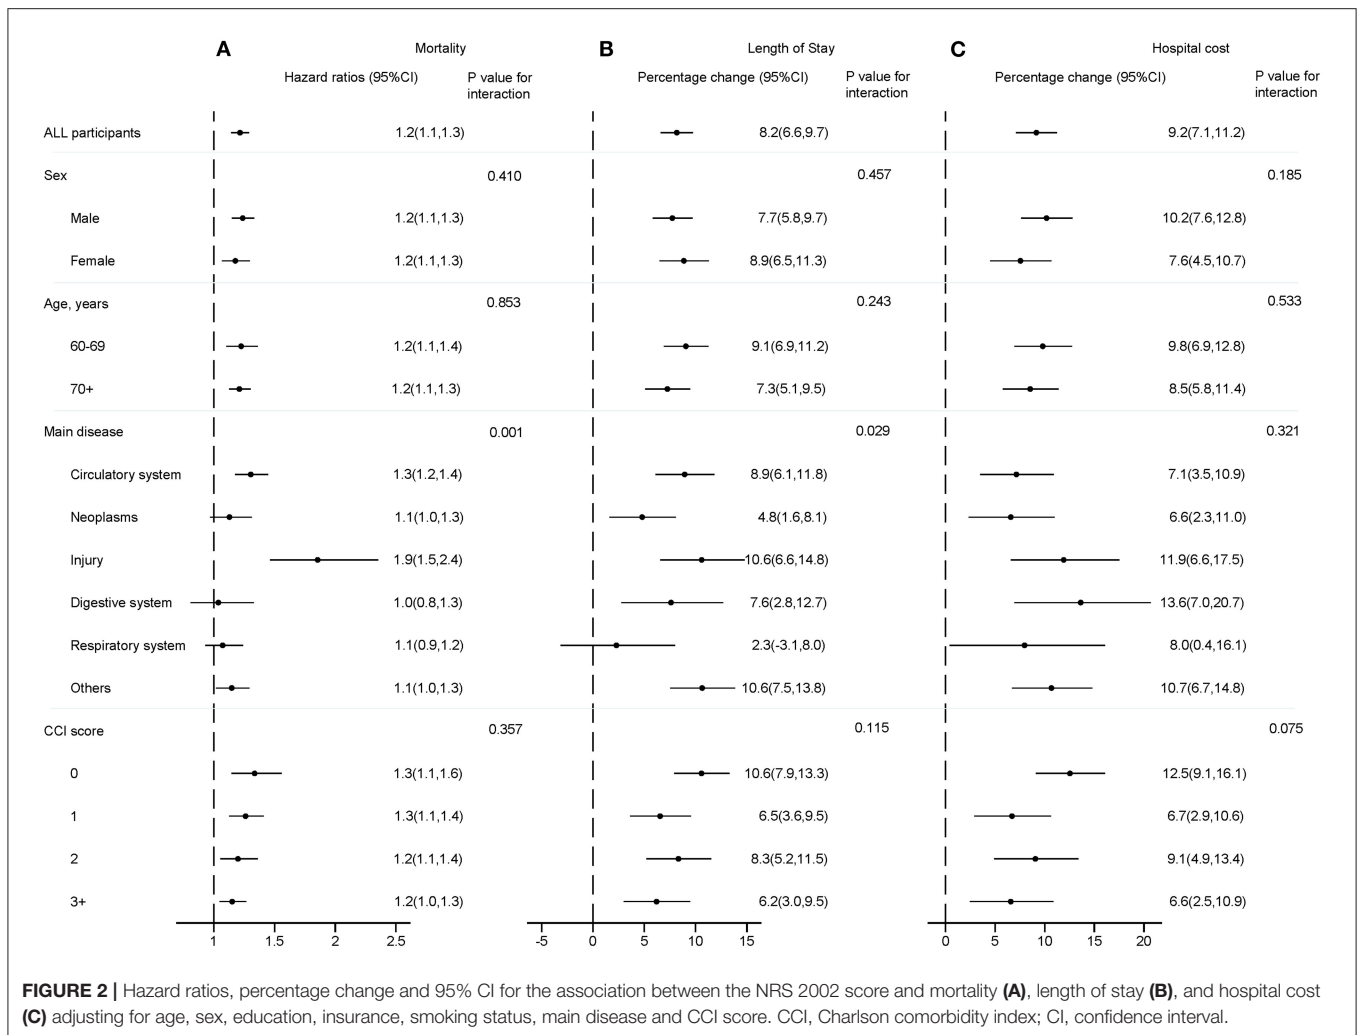 A Mortality B Length of Stay C Hospital cost
Hazard ratios (95%CI) P value for interaction Percentage change (95%CI) P value for interaction Percentage change (95%CI) P value for interaction
ALL participants 1.2(1.1,1.3) 8.2(6.6,9.7) 9.2(7.1,11.2)
Sex 0.410 0.457 0.185
Male 1.2(1.1,1.3) 7.7(5.8,9.7) 10.2(7.6,12.8)
Female 1.2(1.1,1.3) 8.9(6.5,11.3) 7.6(4.5,10.7)
Age, years 0.853 0.243 0.533
60-69 1.2(1.1,1.4) 9.1(6.9,11.2) 9.8(6.9,12.8)
70+ 1.2(1.1,1.3) 7.3(5.1,9.5) 8.5(5.8,11.4)
Main disease 0.001 0.029 0.321
Circulatory system 1.3(1.2,1.4) 8.9(6.1,11.8) 7.1(3.5,10.9)
Neoplasms 1.1(1.0,1.3) 4.8(1.6,8.1) 6.6(2.3,11.0)
Injury 1.9(1.5,2.4) 10.6(6.6,14.8) 11.9(6.6,17.5)
Digestive system 1.0(0.8,1.3) 7.6(2.8,12.7) 13.6(7.0,20.7)
Respiratory system 1.1(0.9,1.2) 2.3(-3.1,8.0) 8.0(0.4,16.1)
Others 1.1(1.0,1.3) 10.6(7.5,13.8) 10.7(6.7,14.8)
CCI score 0.357 0.115 0.075
0 1.3(1.1,1.6) 10.6(7.9,13.3) 12.5(9.1,16.1)
1 1.3(1.1,1.4) 6.5(3.6,9.5) 6.7(2.9,10.6)
2 1.2(1.1,1.4) 8.3(5.2,11.5) 9.1(4.9,13.4)
3+ 1.2(1.0,1.3) 6.2(3.0,9.5) 6.6(2.5,10.9)
1 1.5 2 2.5 -5 0 5 10 15 0 5 10 15 20
FIGURE 2 | Hazard ratios, percentage change and 95% CI for the association between the NRS 2002 score and mortality (A), length of stay (B), and hospital cost
(C) adjusting for age, sex, education, insurance, smoking status, main disease and CCI score. CCI, Charlson comorbidity index; CI, confidence interval.